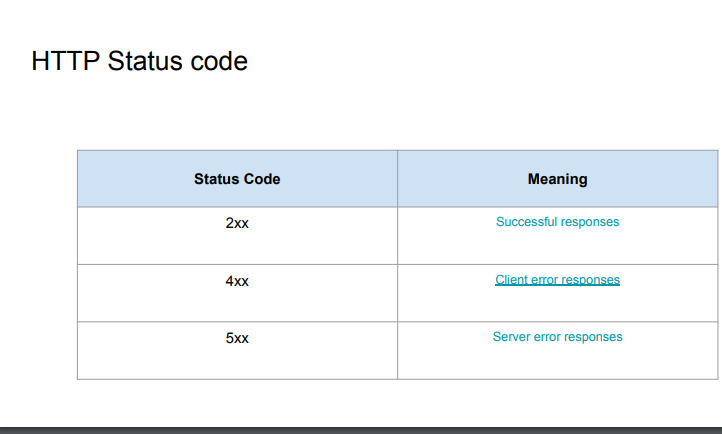 HTTP Status code
Status Code Meaning
2xx Successful responses
4xx Client error responses
5xx Server error responses